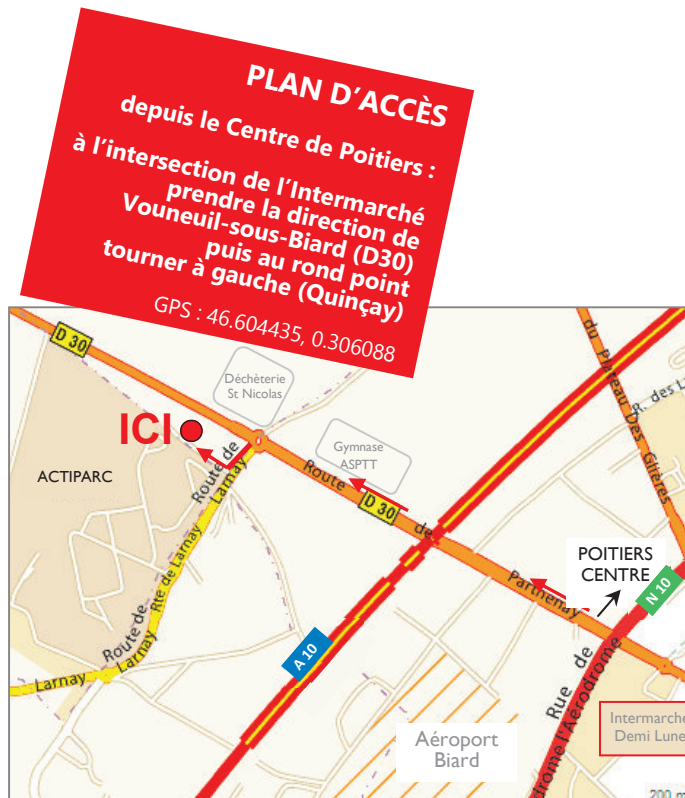 PLAN D'ACCÈS
depuis le Centre de Poitiers :
à l'intersection de l'Intermarché
prendre la direction de
Vouneuil-sous-Biard (D30)
puis au rond point
tourner à gauche (Quinçay)
GPS : 46.604435, 0.306088
D 30
Déchèterie
St Nicolas
ICI
Gymnase
ASPTT
ACTIPARC
Route de
Larnay
Route
D 30
de
Parthenay
du Plateau Des Glières
R. des L
POITIERS
CENTRE
N 10
Rte de Larnay
Route de
Larnay
Larnay
A 10
Rue de
l'Aérodrome
drome
Aéroport
Biard
Intermarché
Demi Lune
200 m